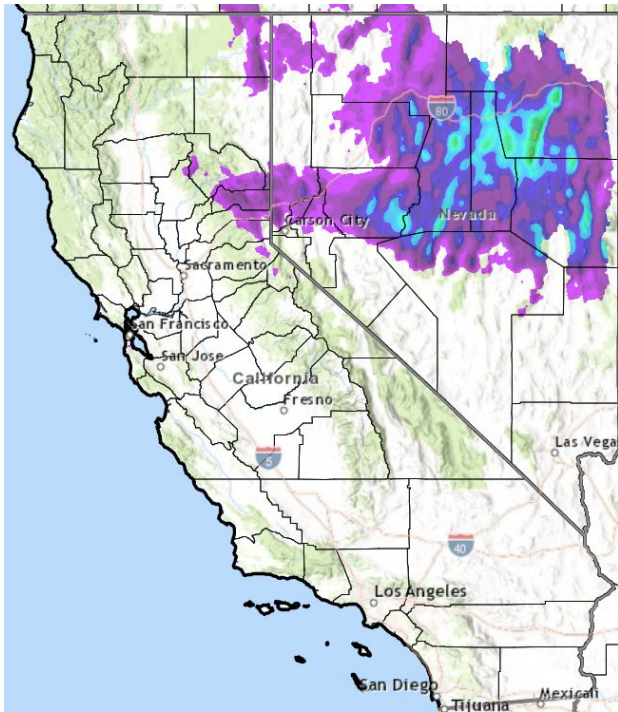 80
Nevada
Carson City
Sacramento
San Francisco
San Jose
California
Fresno
Las Vega
5
40
Los Angeles
San Diego
Mexicali
Tijuana